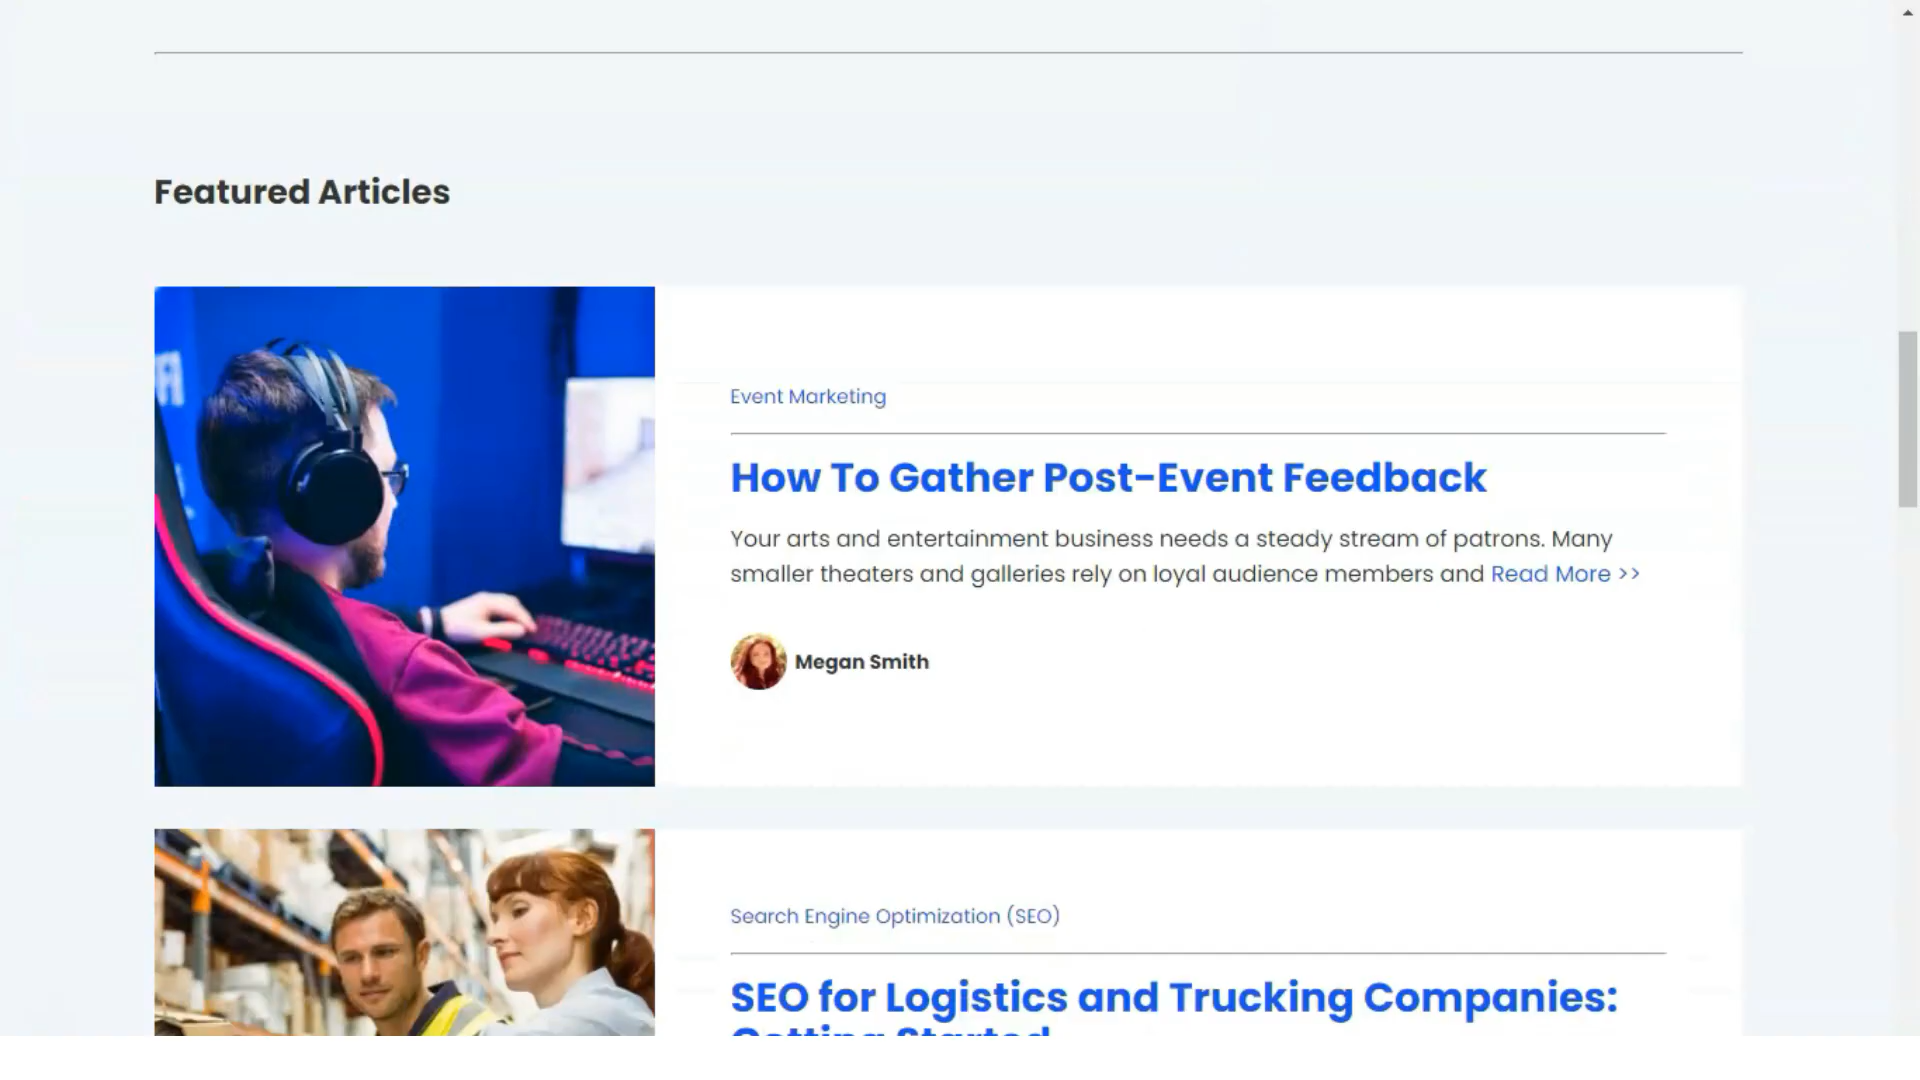 Featured Articles
Event Marketing
How To Gather Post-Event Feedback
Your arts and entertainment business needs a steady stream of patrons. Many
smaller theaters and galleries rely on loyal audience members and Read More >>
Megan Smith
Search Engine Optimization (SEO)
SEO for Logistics and Trucking Companies:
Getting Started